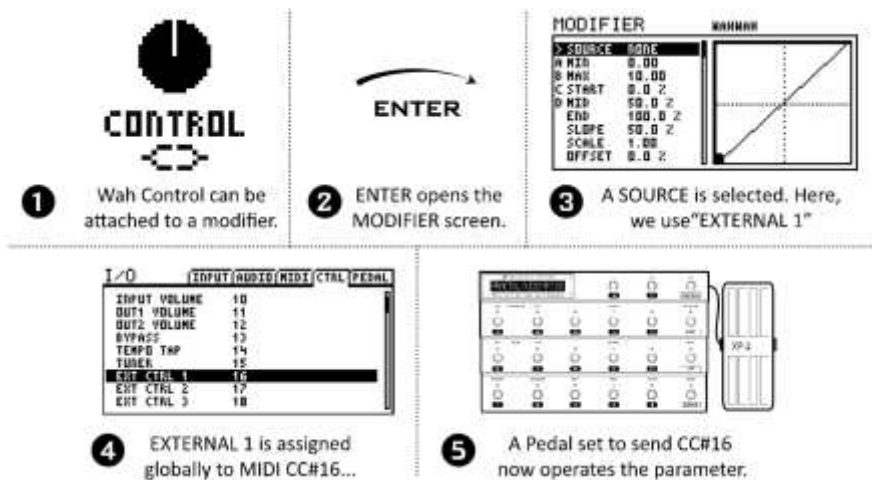 CONTROL
1 Wah Control can be
attached to a modifier.
ENTER
2 ENTER opens the
MODIFIER screen.
MODIFIER WAHWAH
> SOURCE NONE
A MIN 0.00
B MAX 10.00
C START 0.0 %
D MID 50.0 %
END 100.0 %
SLOPE 50.0 %
SCALE 1.00
OFFSET 0.0 %
3 A SOURCE is selected. Here,
we use"EXTERNAL 1"
I/O INPUT AUDIO MIDI CTRL PEDAL
INPUT VOLUME 10
OUT1 VOLUME 11
OUT2 VOLUME 12
BYPASS 13
TEMPO TAP 14
TUNER 15
EXT CTRL 1 16
EXT CTRL 2 17
EXT CTRL 3 18
4 EXTERNAL 1 is assigned
globally to MIDI CC#16...
5 A Pedal set to send CC#16
now operates the parameter.